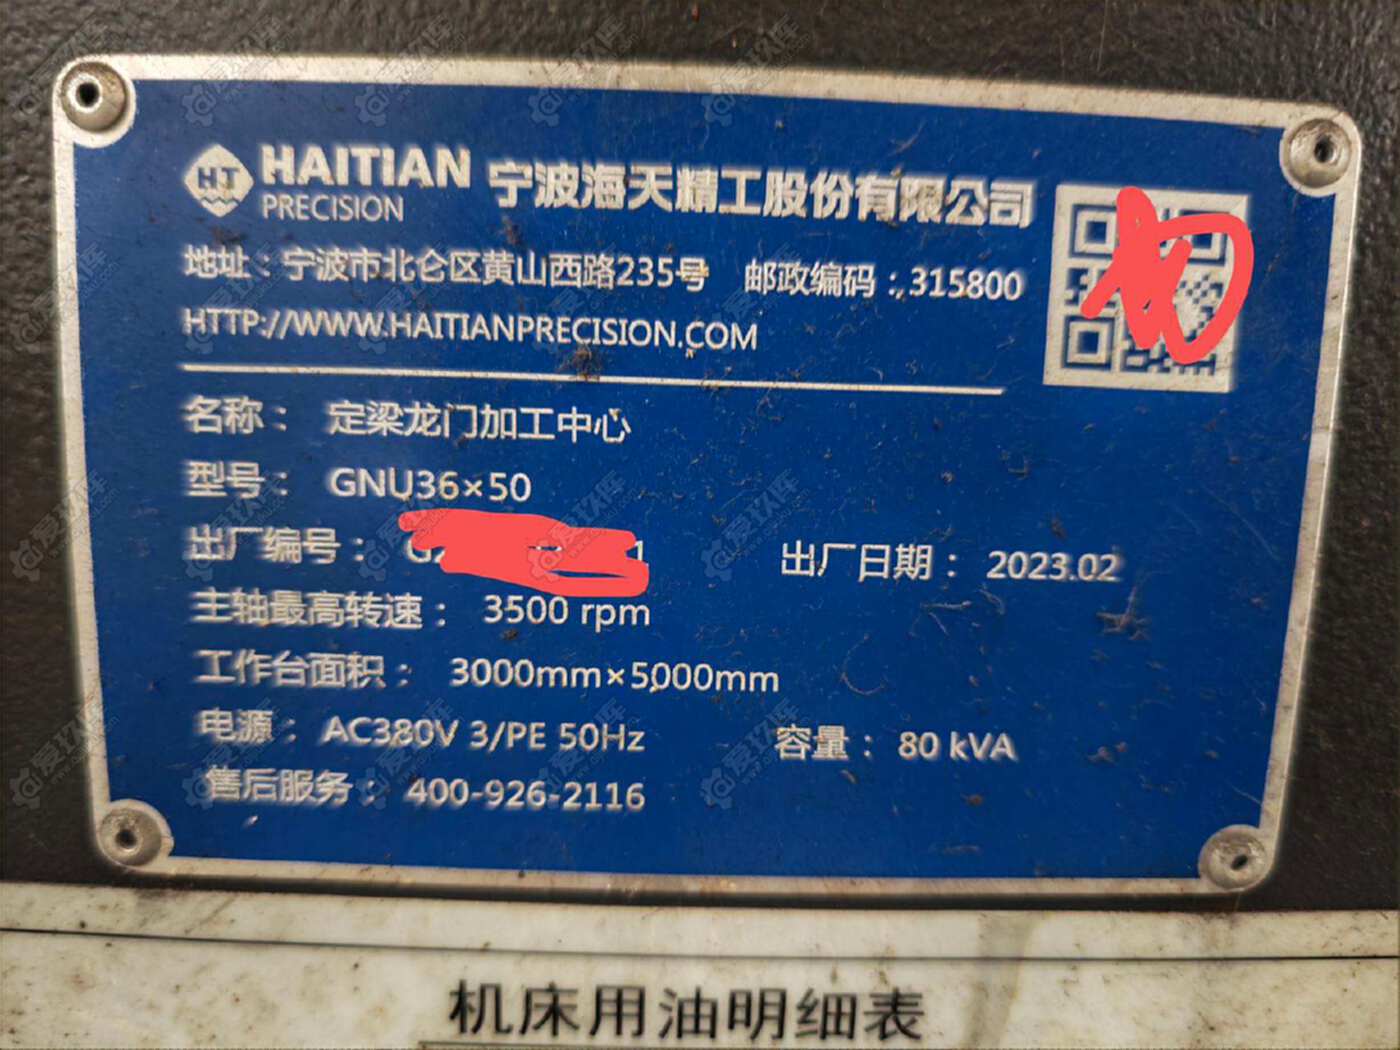 HT HAITIAN PRECISION 宁波海天精工股份有限公司
地址：宁波市北仑区黄山西路235号 邮政编码：315800
HTTP://WWW.HAITIANPRECISION.COM
名称： 定梁龙门加工中心
型号： GNU36×50
出厂编号： 出厂日期： 2023.02
主轴最高转速： 3500 rpm
工作台面积： 3000mm×5000mm
电源： AC380V 3/PE 50Hz 容量： 80 kVA
售后服务： 400-926-2116
机床用油明细表